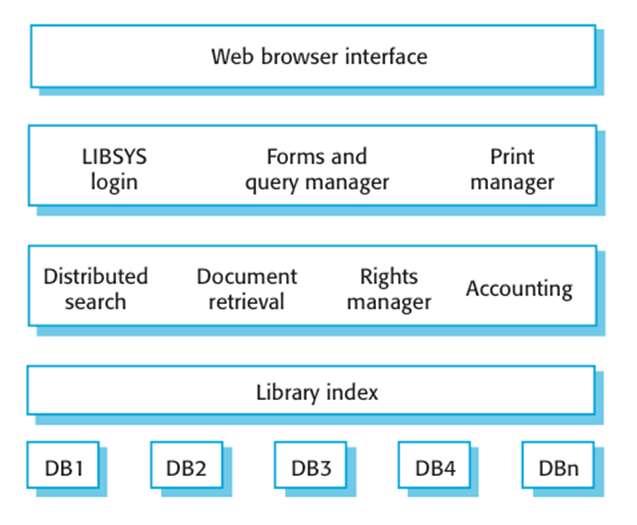 Web browser interface
LIBSYS
login
Forms and
query manager
Print
manager
Distributed
search
Document
retrieval
Rights
manager
Accounting
Library index
DB1
DB2
DB3
DB4
DBn